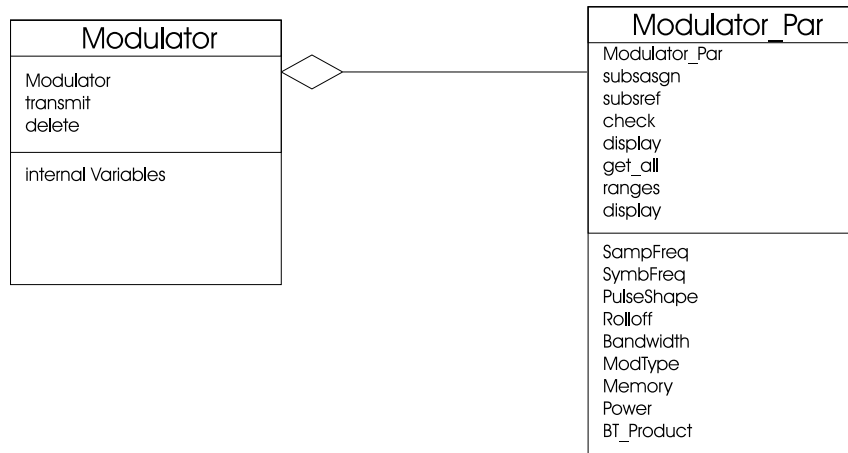 Modulator
Modulator
transmit
delete
internal Variables
Modulator_Par
Modulator_Par
subsasgn
subsref
check
display
get_all
ranges
display
SampFreq
SymbFreq
PulseShape
Rolloff
Bandwidth
ModType
Memory
Power
BT_Product